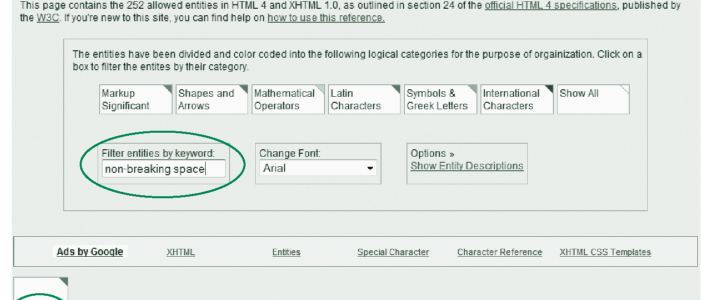 This page contains the 252 allowed entities in HTML 4 and XHTML 1.0, as outlined in section 24 of the official HTML 4 specifications, published by
the W3C. If you're new to this site, you can find help on how to use this reference.
The entities have been divided and color coded into the following logical categories for the purpose of orgainization. Click on a
box to filter the entites by their category.
Markup Significant
Shapes and Arrows
Mathematical Operators
Latin Characters
Symbols & Greek Letters
International Characters
Show All
Filter entities by keyword:
non-breaking space
Change Font:
Arial
Options »
Show Entity Descriptions
Ads by Google XHTML Entities Special Character Character Reference XHTML CSS Templates